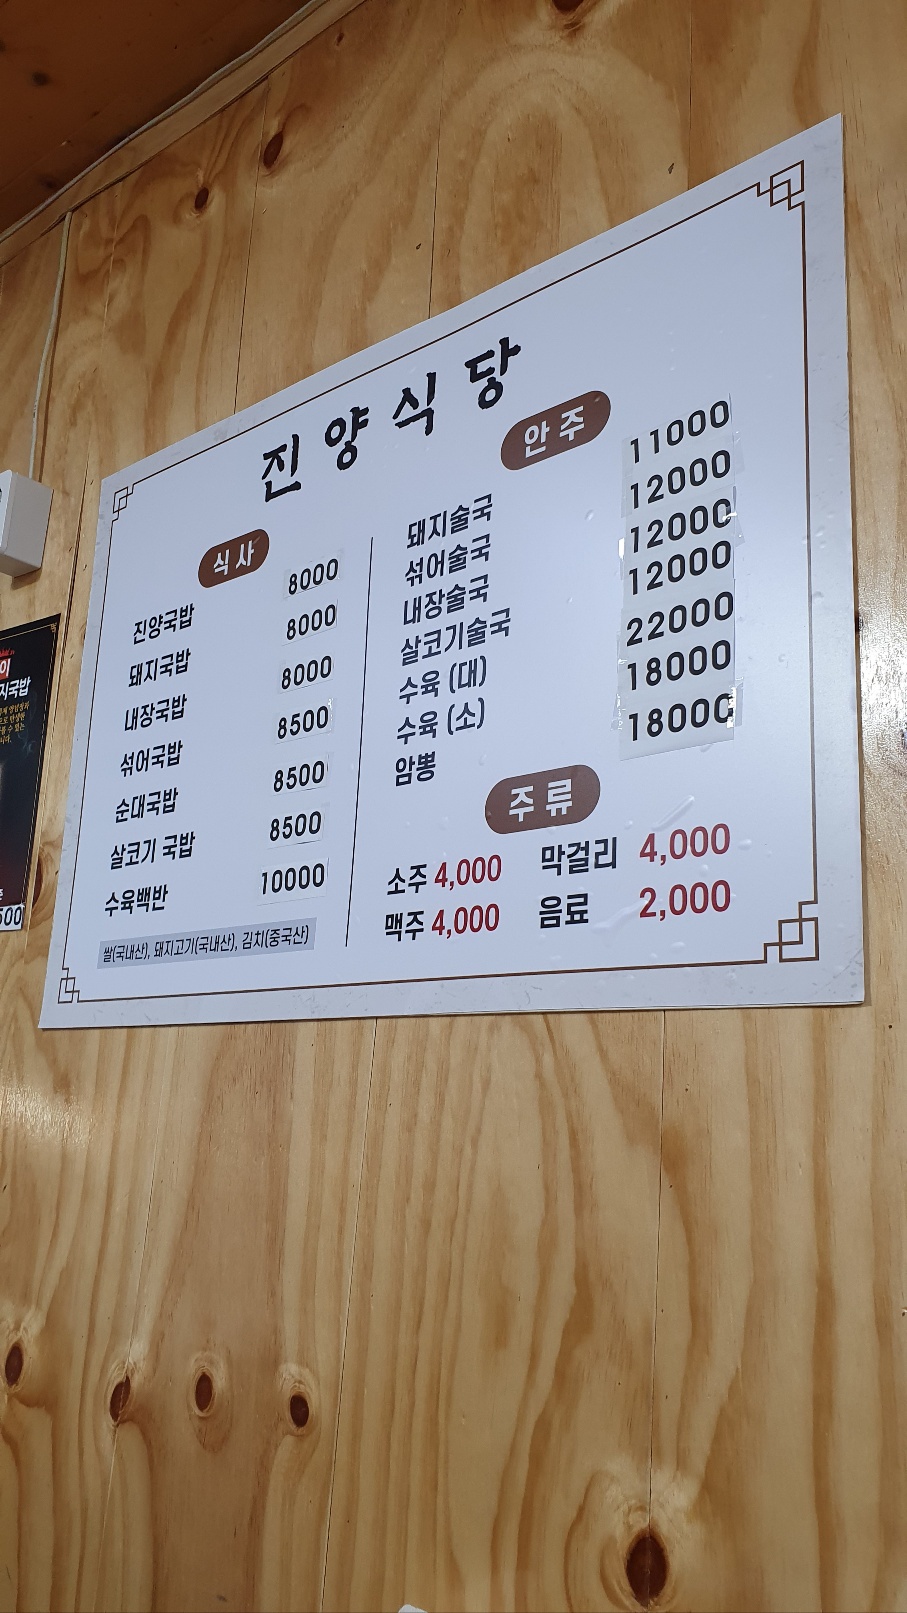 진양식당
식사
진양국밥 8000
돼지국밥 8000
내장국밥 8000
섞어국밥 8500
순대국밥 8500
살코기 국밥 8500
수육백반 10000
쌀(국내산), 돼지고기(국내산), 김치(중국산)
안주
돼지술국 11000
섞어술국 12000
내장술국 12000
살코기술국 12000
수육 (대) 22000
수육 (소) 18000
암뽕 18000
주류
소주 4,000 막걸리 4,000
맥주 4,000 음료 2,000